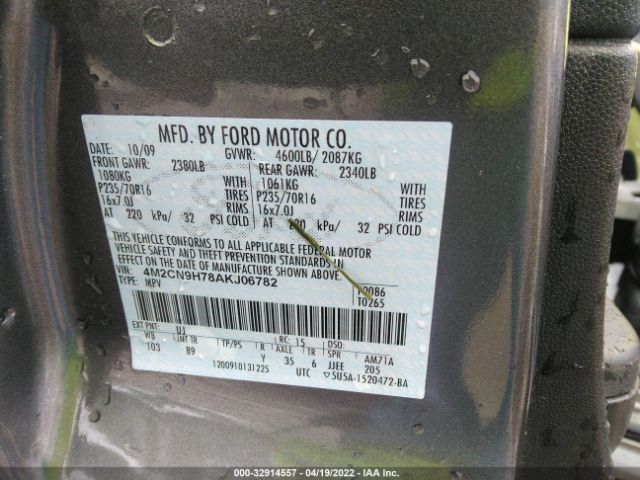 MFD. BY FORD MOTOR CO.
DATE: 10/09 GVWR: 4600LB/ 2087KG
FRONT GAWR: 2380LB REAR GAWR: 2340LB
1080KG WITH 1061KG WITH
P235/70R16 TIRES P235/70R16 TIRES
16x7.0J RIMS 16x7.0J RIMS
AT 220 kPa/ 32 PSI COLD AT 220 kPa/ 32 PSI COLD
THIS VEHICLE CONFORMS TO ALL APPLICABLE FEDERAL MOTOR
VEHICLE SAFETY AND THEFT PREVENTION STANDARDS IN
EFFECT ON THE DATE OF MANUFACTURE SHOWN ABOVE.
VIN: 4M2CN9H78AKJ06782
TYPE: MPV
T0265
EXT PNT: UJ RC: 15 DSO:
WB INT TR TP/PS R AXLE TR SPR AM71A
103 89 Y 35 6 JJEE 205
1200910131225 UTC ▽5U5A-1520472-BA
000-32914557 - 04/19/2022 - IAA Inc.